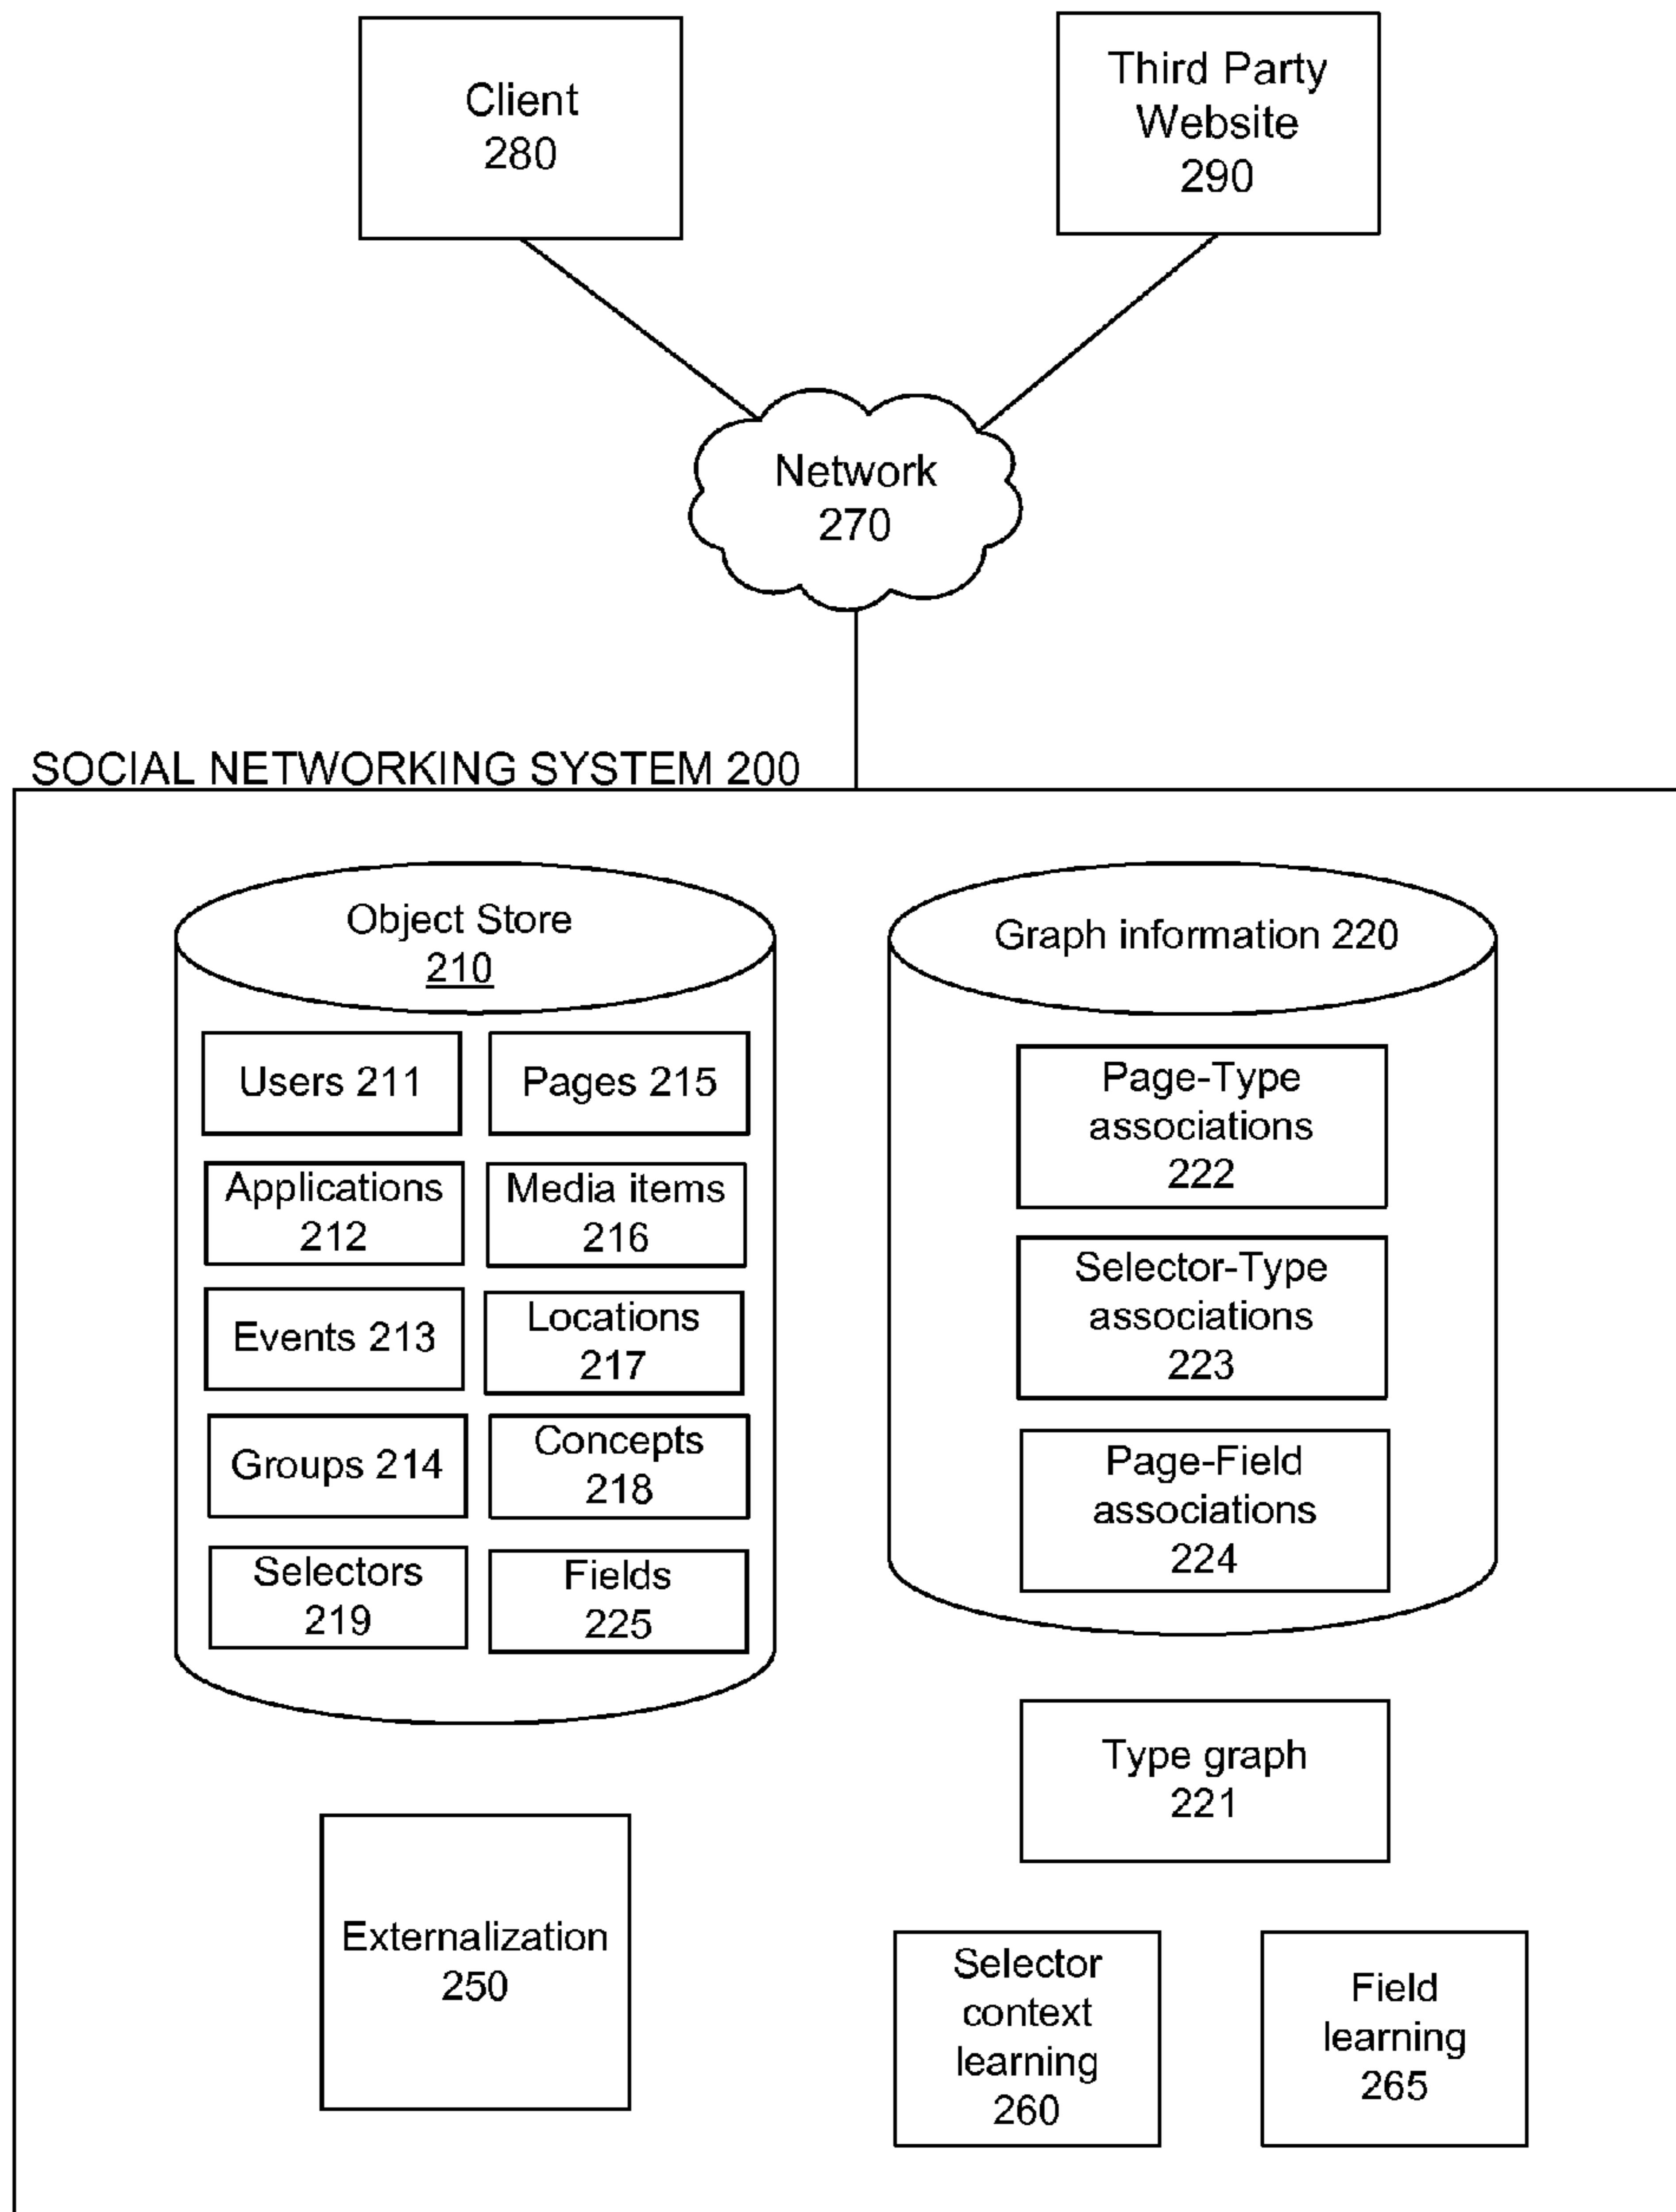 Client
280
Third Party
Website
290
Network
270
SOCIAL NETWORKING SYSTEM 200
Object Store
210
Users 211
Pages 215
Applications
212
Media items
216
Events 213
Locations
217
Groups 214
Concepts
218
Selectors
219
Fields
225
Graph information 220
Page-Type
associations
222
Selector-Type
associations
223
Page-Field
associations
224
Type graph
221
Externalization
250
Selector
context
learning
260
Field
learning
265